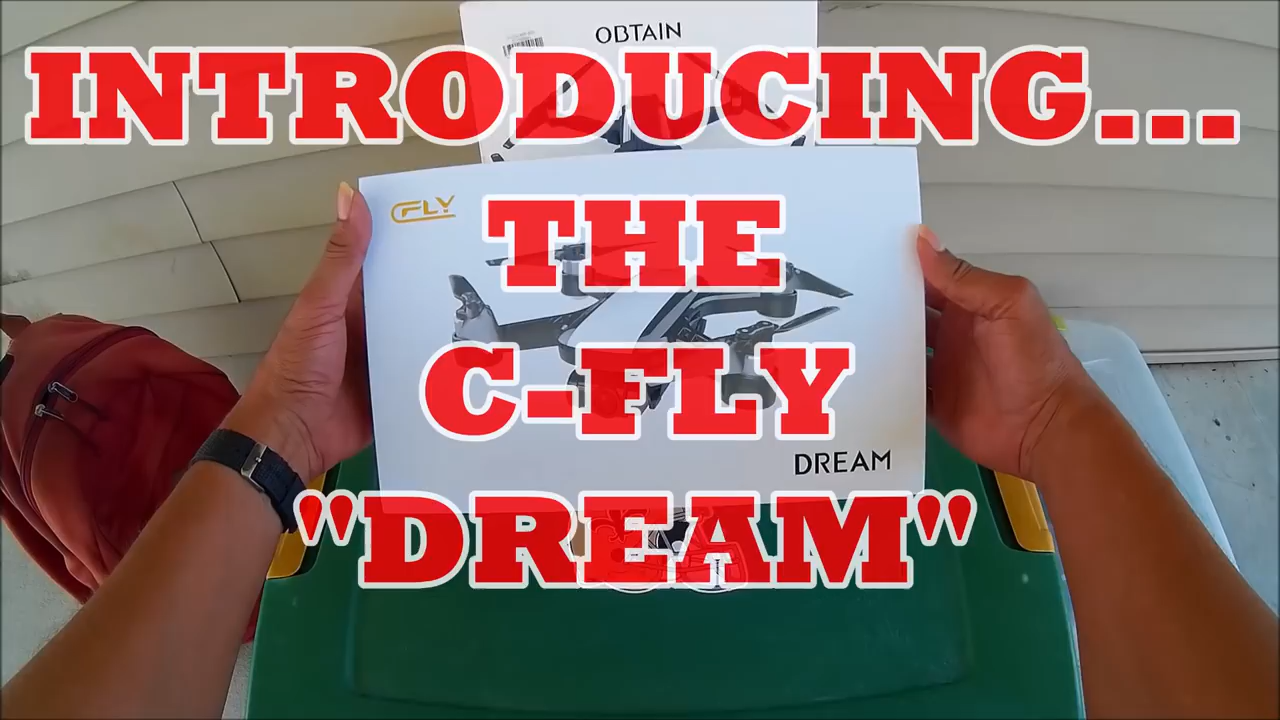 OBTAIN
INTRODUCING...
CFLY
THE
C-FLY
DREAM
"DREAM"